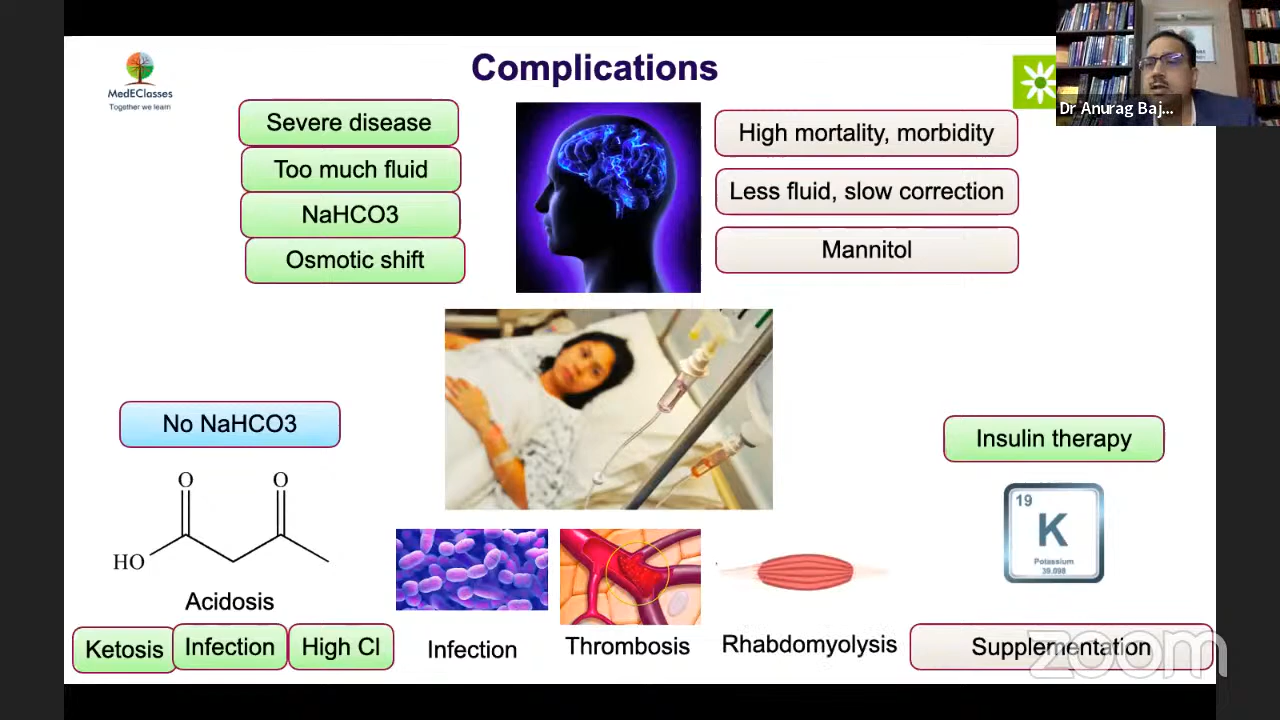 Complications
MedEClasses
Together we learn
Dr Anurag Baj...
Severe disease
Too much fluid
NaHCO3
Osmotic shift
High mortality, morbidity
Less fluid, slow correction
Mannitol
No NaHCO3
O
O
HO
Acidosis
Ketosis
Infection
High Cl
Infection
Thrombosis
Rhabdomyolysis
Insulin therapy
19
K
Potassium
39.098
Supplementation
zoom